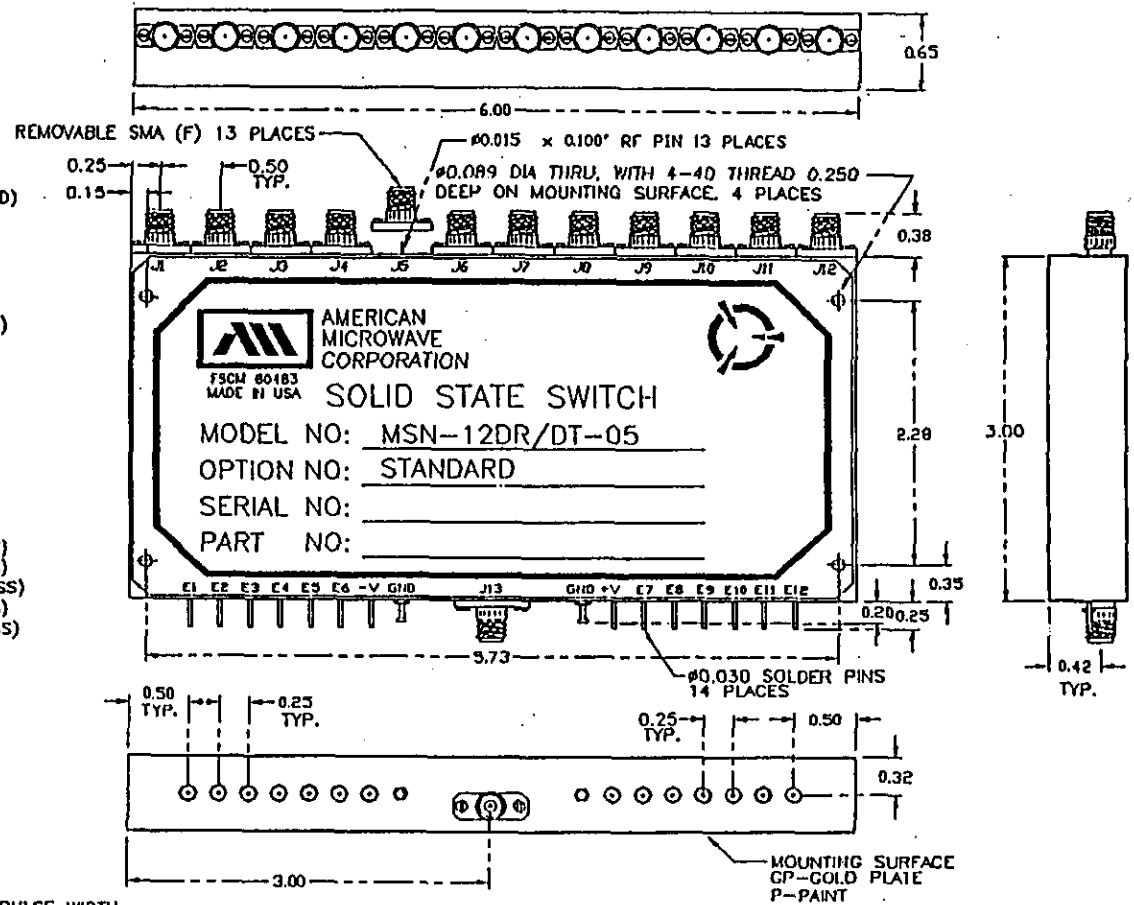 0.65
6.00
REMOVABLE SMA (F) 13 PLACES
ø0.015 x 0.100" RF PIN 13 PLACES
0.25
0.50
TYP.
0.15
ø0.089 DIA THRU, WITH 4-40 THREAD 0.250
DEEP ON MOUNTING SURFACE. 4 PLACES
D)
0.38
J1 J2 J3 J4 J5 J6 J7 J8 J9 J10 J11 J12
)
AMERICAN
MICROWAVE
CORPORATION
FSCM 60183
MADE IN USA
SOLID STATE SWITCH
MODEL NO: MSN-12DR/DT-05
OPTION NO: STANDARD
SERIAL NO:
PART NO:
2.28
3.00
)
)
SS)
)
S)
E1 E2 E3 E4 E5 E6 -V GND J13 GND +V E7 E8 E9 E10 E11 E12
0.35
0.20 0.25
5.73
ø0.030 SOLDER PINS
14 PLACES
0.42
TYP.
0.50
TYP.
0.25
TYP.
0.25
TYP.
0.50
0.32
3.00
MOUNTING SURFACE
GP-GOLD PLATE
P-PAINT